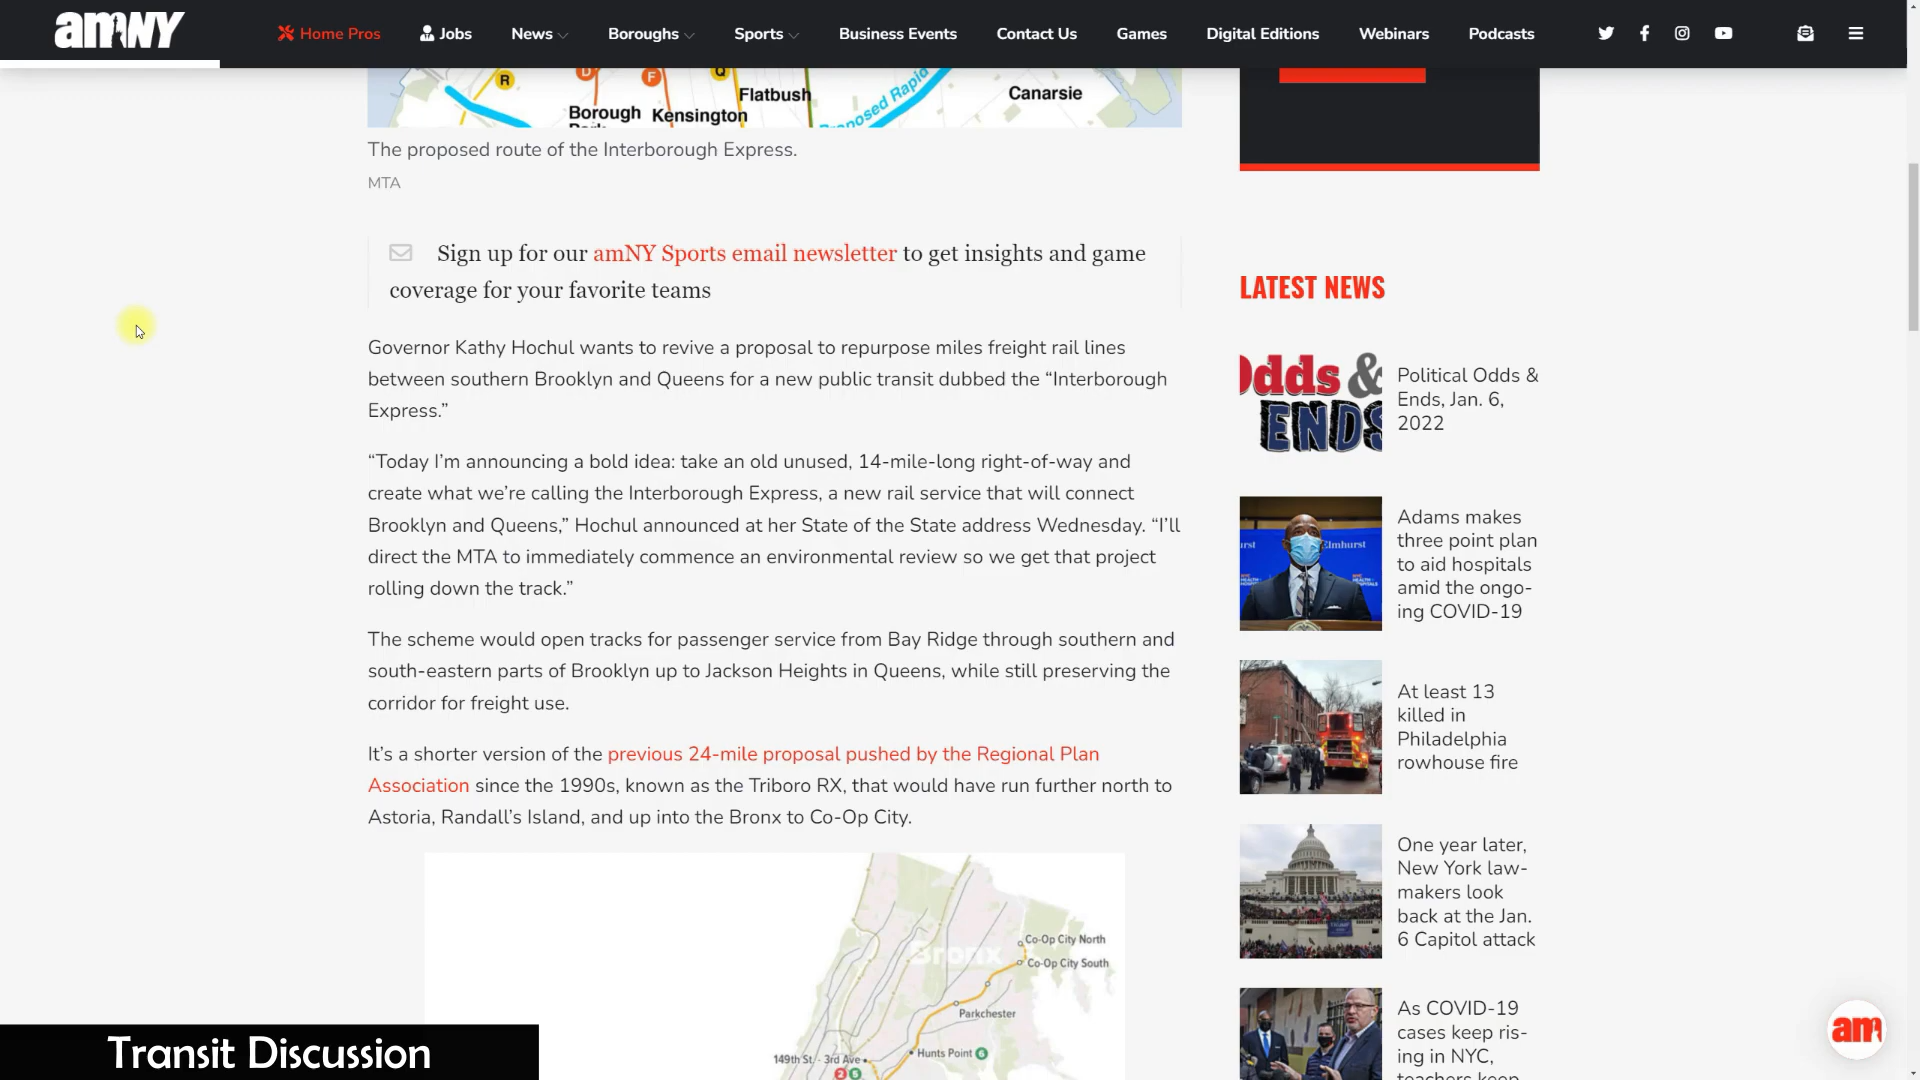 amNY
Home Pros
Jobs
News
Boroughs
Sports
Business Events
Contact Us
Games
Digital Editions
Webinars
Podcasts
R
D
F
Q
Flatbush
Borough
Park
Kensington
Proposed Rapid
Canarsie
The proposed route of the Interborough Express.
MTA
Sign up for our amNY Sports email newsletter to get insights and game
coverage for your favorite teams
Governor Kathy Hochul wants to revive a proposal to repurpose miles freight rail lines
between southern Brooklyn and Queens for a new public transit dubbed the “Interborough
Express.”
“Today I’m announcing a bold idea: take an old unused, 14-mile-long right-of-way and
create what we’re calling the Interborough Express, a new rail service that will connect
Brooklyn and Queens,” Hochul announced at her State of the State address Wednesday. “I’ll
direct the MTA to immediately commence an environmental review so we get that project
rolling down the track.”
The scheme would open tracks for passenger service from Bay Ridge through southern and
south-eastern parts of Brooklyn up to Jackson Heights in Queens, while still preserving the
corridor for freight use.
It’s a shorter version of the previous 24-mile proposal pushed by the Regional Plan
Association since the 1990s, known as the Triboro RX, that would have run further north to
Astoria, Randall’s Island, and up into the Bronx to Co-Op City.
Bronx
Co-Op City North
Co-Op City South
Parkchester
Hunts Point 6
149th St - 3rd Ave
2 5
LATEST NEWS
Odds &
ENDS
Political Odds &
Ends, Jan. 6,
2022
Elmhurst
Adams makes
three point plan
to aid hospitals
amid the ongo-
ing COVID-19
At least 13
killed in
Philadelphia
rowhouse fire
One year later,
New York law-
makers look
back at the Jan.
6 Capitol attack
As COVID-19
cases keep ris-
ing in NYC,
teachers keep
am
Transit Discussion